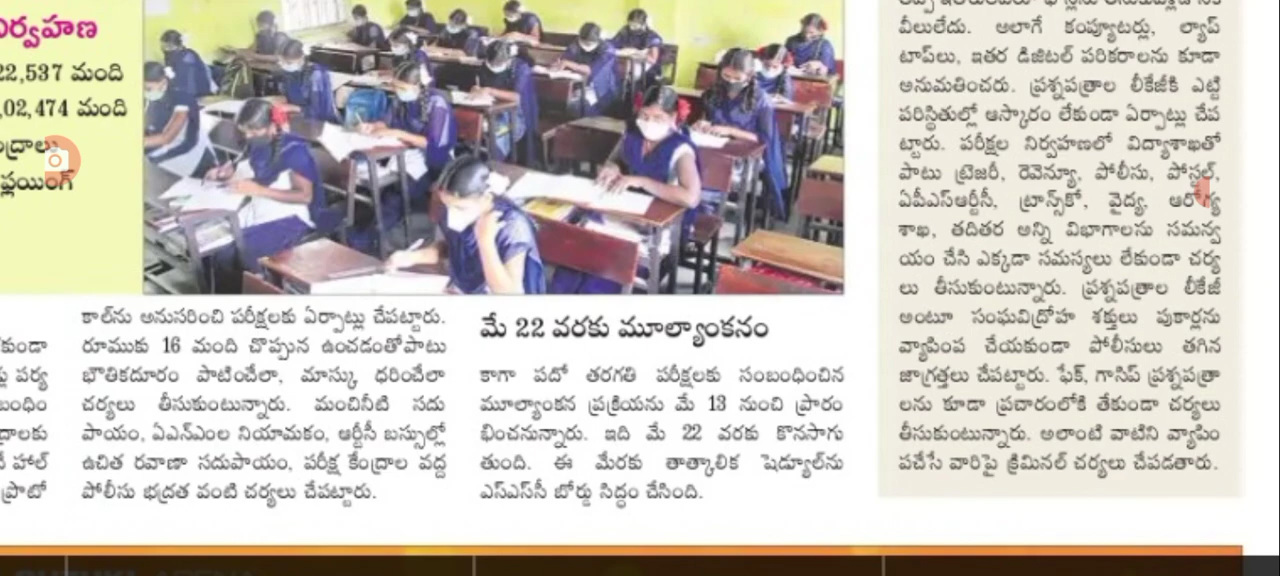 నిర్వహణ
22,537 మంది
,02,474 మంది
ఫ్లయింగ్
కుండా
పర్య
బంధిం
ద్రాలకు
హాల్
ప్రొటో
కాల్‌ను అనుసరించి పరీక్షలకు ఏర్పాట్లు చేపట్టారు.
రూముకు 16 మంది చొప్పున ఉంచడంతోపాటు
భౌతికదూరం పాటించేలా, మాస్కు ధరించేలా
చర్యలు తీసుకుంటున్నారు. మంచినీటి సదు
పాయం, ఏఎన్‌ఎంల నియామకం, ఆర్టీసీ బస్సుల్లో
ఉచిత రవాణా సదుపాయం, పరీక్ష కేంద్రాల వద్ద
పోలీసు భద్రత వంటి చర్యలు చేపట్టారు.
మే 22 వరకు మూల్యాంకనం
కాగా పదో తరగతి పరీక్షలకు సంబంధించిన
మూల్యాంకన ప్రక్రియను మే 13 నుంచి ప్రారం
భించనున్నారు. ఇది మే 22 వరకు కొనసాగు
తుంది. ఈ మేరకు తాత్కాలిక షెడ్యూల్‌ను
ఎస్‌ఎస్‌సీ బోర్డు సిద్ధం చేసింది.
వీలులేదు. అలాగే కంప్యూటర్లు, ల్యాప్
టాప్‌లు, ఇతర డిజిటల్ పరికరాలను కూడా
అనుమతించరు. ప్రశ్నపత్రాల లీకేజీకి ఎట్టి
పరిస్థితుల్లో ఆస్కారం లేకుండా ఏర్పాట్లు చేప
ట్టారు. పరీక్షల నిర్వహణలో విద్యాశాఖతో
పాటు ట్రెజరీ, రెవెన్యూ, పోలీసు, పోస్టల్,
ఏపీఎస్‌ఆర్టీసీ, ట్రాన్స్‌కో, వైద్య, ఆరోగ్య
శాఖ, తదితర అన్ని విభాగాలను సమన్వ
యం చేసి ఎక్కడా సమస్యలు లేకుండా చర్య
లు తీసుకుంటున్నారు. ప్రశ్నపత్రాల లీకేజీ
అంటూ సంఘవిద్రోహ శక్తులు పుకార్లను
వ్యాపింప చేయకుండా పోలీసులు తగిన
జాగ్రత్తలు చేపట్టారు. ఫేక్, గాసిప్ ప్రశ్నపత్రా
లను కూడా ప్రచారంలోకి తేకుండా చర్యలు
తీసుకుంటున్నారు. అలాంటి వాటిని వ్యాపిం
పచేసే వారిపై క్రిమినల్ చర్యలు చేపడతారు.